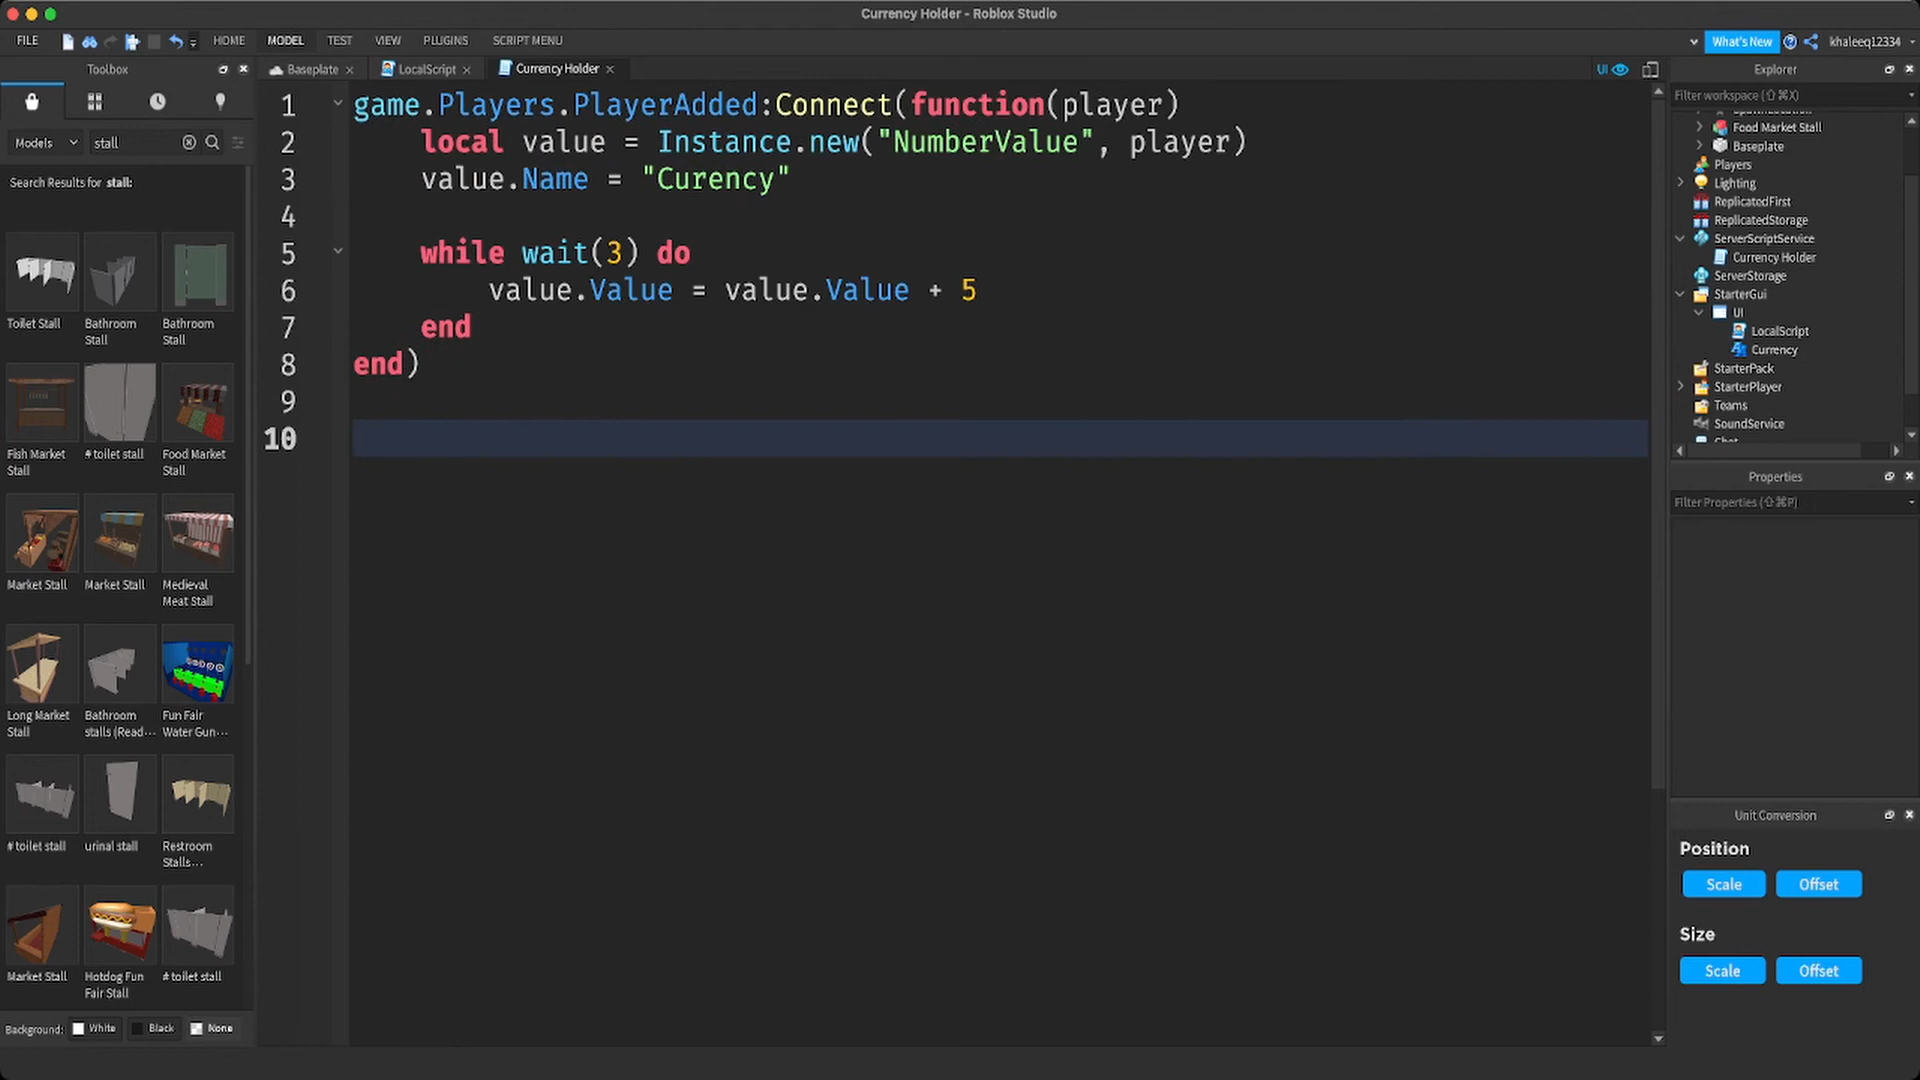 Currency Holder - Roblox Studio
FILE
HOME
MODEL
TEST
VIEW
PLUGINS
SCRIPT MENU
What's New
khaleeq12334
Toolbox
Baseplate
LocalScript
Currency Holder
UI
Models
stall
Search Results for stall:
Toilet Stall
Bathroom
Stall
Bathroom
Stall
Fish Market
Stall
# toilet stall
Food Market
Stall
Market Stall
Market Stall
Medieval
Meat Stall
Long Market
Stall
Bathroom
stalls (Read···
Fun Fair
Water Gun···
# toilet stall
urinal stall
Restroom
Stalls···
Market Stall
Hotdog Fun
Fair Stall
# toilet stall
Background:
White
Black
None
1 game.Players.PlayerAdded:Connect(function(player)
2 local value = Instance.new("NumberValue", player)
3 value.Name = "Curency"
4
5 while wait(3) do
6 value.Value = value.Value + 5
7 end
8 end)
9
10
Explorer
Filter workspace (⇧⌘X)
Food Market Stall
Baseplate
Players
Lighting
ReplicatedFirst
ReplicatedStorage
ServerScriptService
Currency Holder
ServerStorage
StarterGui
UI
LocalScript
Currency
StarterPack
StarterPlayer
Teams
SoundService
Properties
Filter Properties (⇧⌘P)
Unit Conversion
Position
Scale
Offset
Size
Scale
Offset